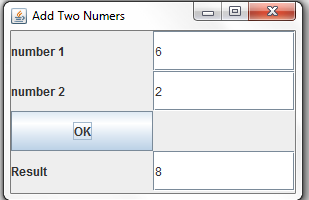 Add Two Numers
number 1 6
number 2 2
OK
Result 8